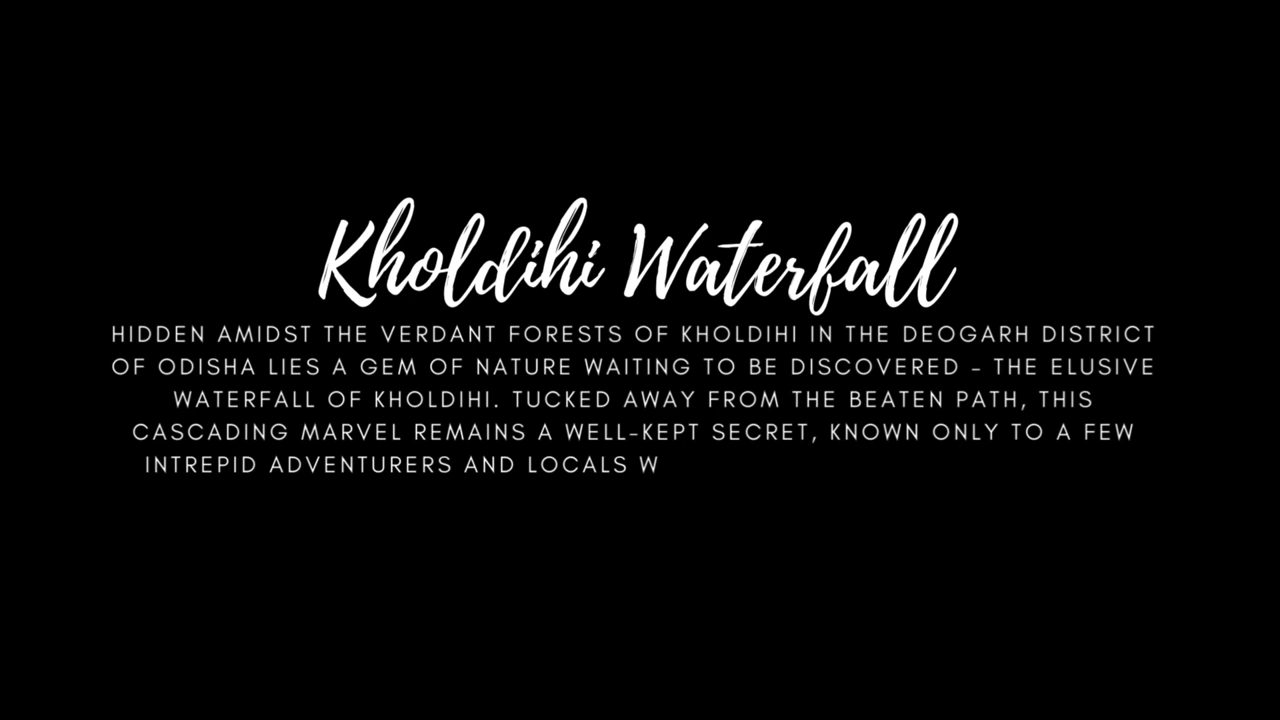 Kholdihi Waterfall
HIDDEN AMIDST THE VERDANT FORESTS OF KHOLDIHI IN THE DEOGARH DISTRICT
OF ODISHA LIES A GEM OF NATURE WAITING TO BE DISCOVERED – THE ELUSIVE
WATERFALL OF KHOLDIHI. TUCKED AWAY FROM THE BEATEN PATH, THIS
CASCADING MARVEL REMAINS A WELL-KEPT SECRET, KNOWN ONLY TO A FEW
INTREPID ADVENTURERS AND LOCALS W